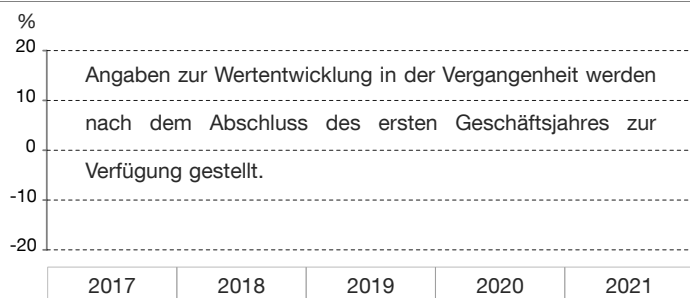 %
20
Angaben zur Wertentwicklung in der Vergangenheit werden
10
nach dem Abschluss des ersten Geschäftsjahres zur
0
Verfügung gestellt.
-10
-20
2017 2018 2019 2020 2021